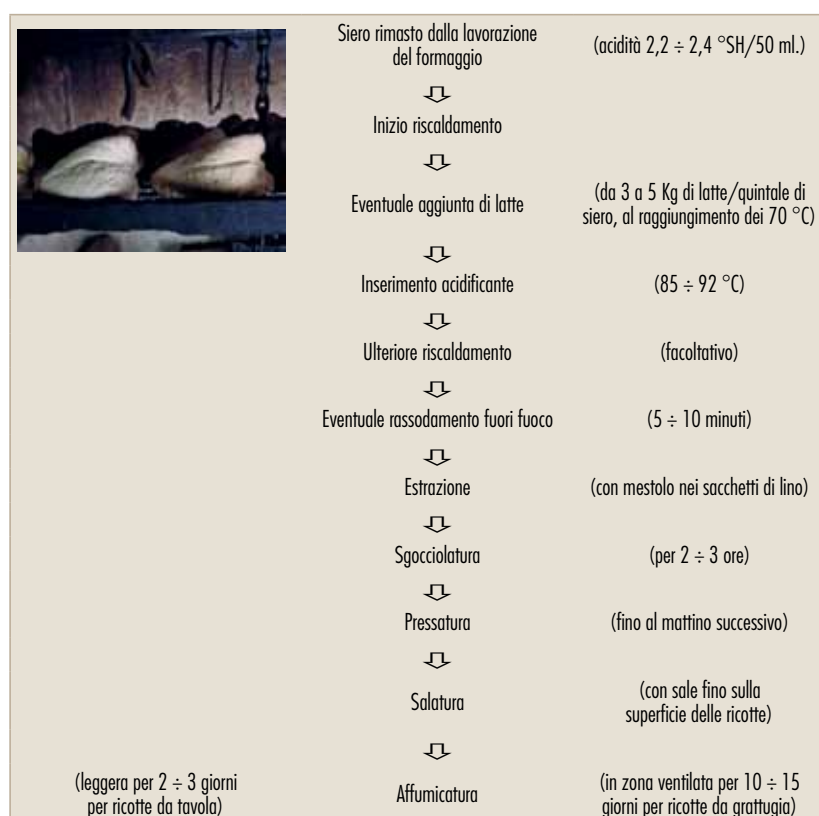 Siero rimasto dalla lavorazione
del formaggio
(acidità 2,2 ÷ 2,4 °SH/50 ml.)
Inizio riscaldamento
Eventuale aggiunta di latte
(da 3 a 5 Kg di latte/quintale di
siero, al raggiungimento dei 70 °C)
Inserimento acidificante
(85 ÷ 92 °C)
Ulteriore riscaldamento
(facoltativo)
Eventuale rassodamento fuori fuoco
(5 ÷ 10 minuti)
Estrazione
(con mestolo nei sacchetti di lino)
Sgocciolatura
(per 2 ÷ 3 ore)
Pressatura
(fino al mattino successivo)
Salatura
(con sale fino sulla
superficie delle ricotte)
(leggera per 2 ÷ 3 giorni
per ricotte da tavola)
Affumicatura
(in zona ventilata per 10 ÷ 15
giorni per ricotte da grattugia)